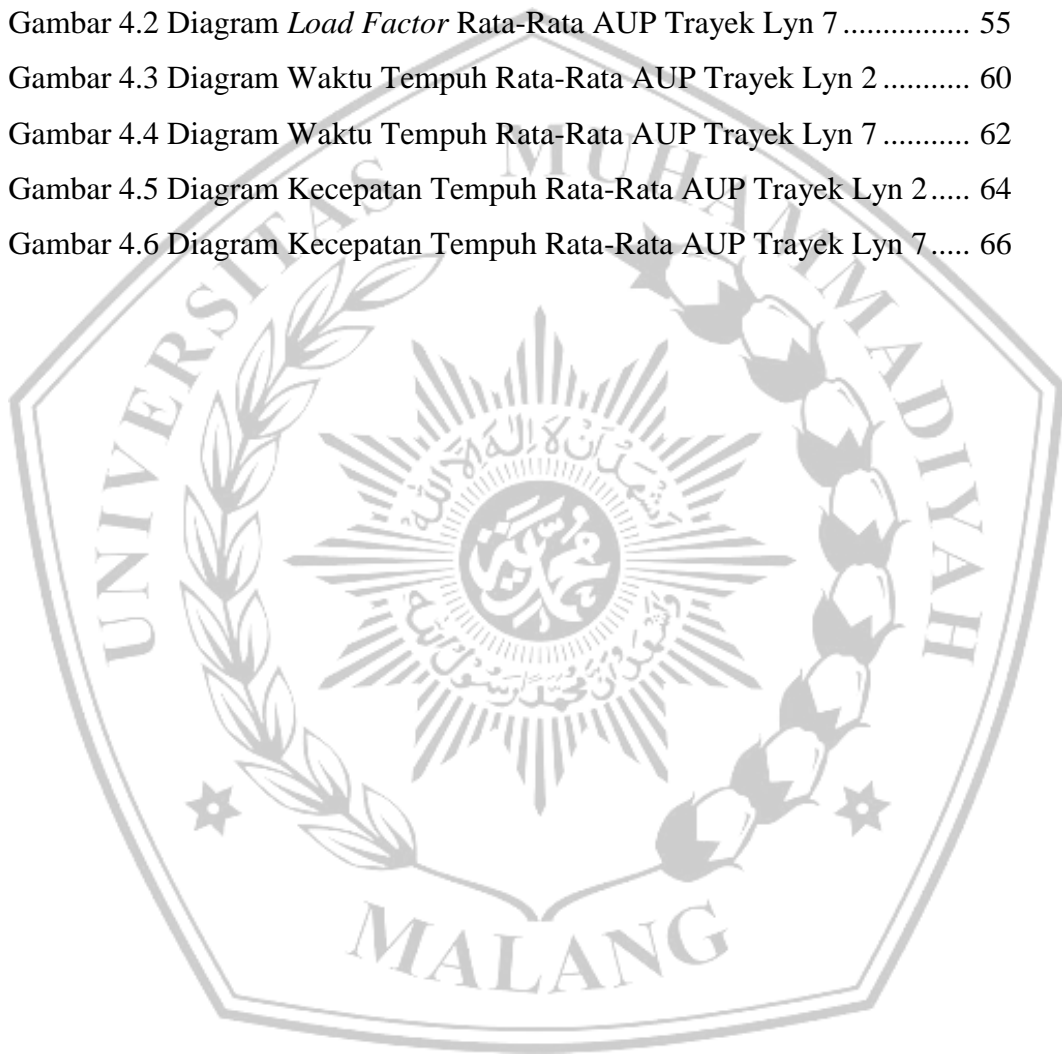 Gambar 4.2 Diagram Load Factor Rata-Rata AUP Trayek Lyn 7 ................ 55
Gambar 4.3 Diagram Waktu Tempuh Rata-Rata AUP Trayek Lyn 2 ........... 60
Gambar 4.4 Diagram Waktu Tempuh Rata-Rata AUP Trayek Lyn 7 ........... 62
Gambar 4.5 Diagram Kecepatan Tempuh Rata-Rata AUP Trayek Lyn 2 ..... 64
Gambar 4.6 Diagram Kecepatan Tempuh Rata-Rata AUP Trayek Lyn 7 ..... 66
UNIVERSITAS MUHAMMADIYAH
MALANG